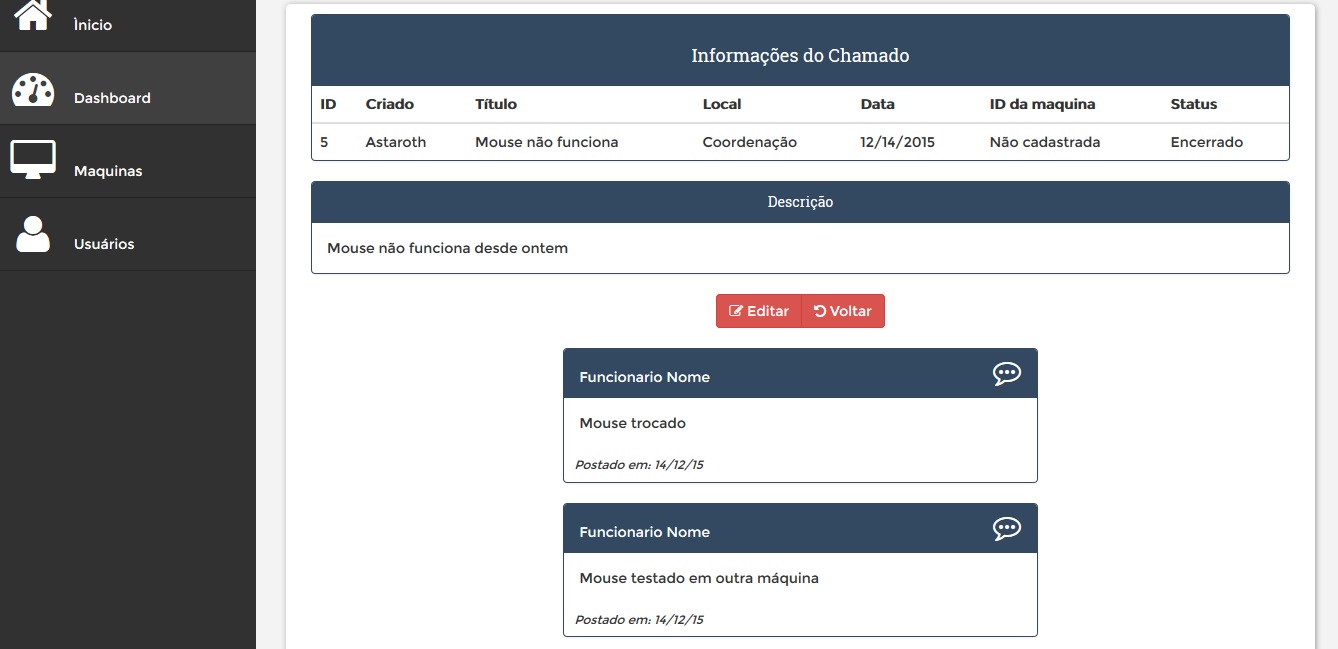 Ìnicio
Dashboard
Maquinas
Usuários
Informações do Chamado
ID Criado Título Local Data ID da maquina Status
5 Astaroth Mouse não funciona Coordenação 12/14/2015 Não cadastrada Encerrado
Descrição
Mouse não funciona desde ontem
Editar Voltar
Funcionario Nome
Mouse trocado
Postado em: 14/12/15
Funcionario Nome
Mouse testado em outra máquina
Postado em: 14/12/15